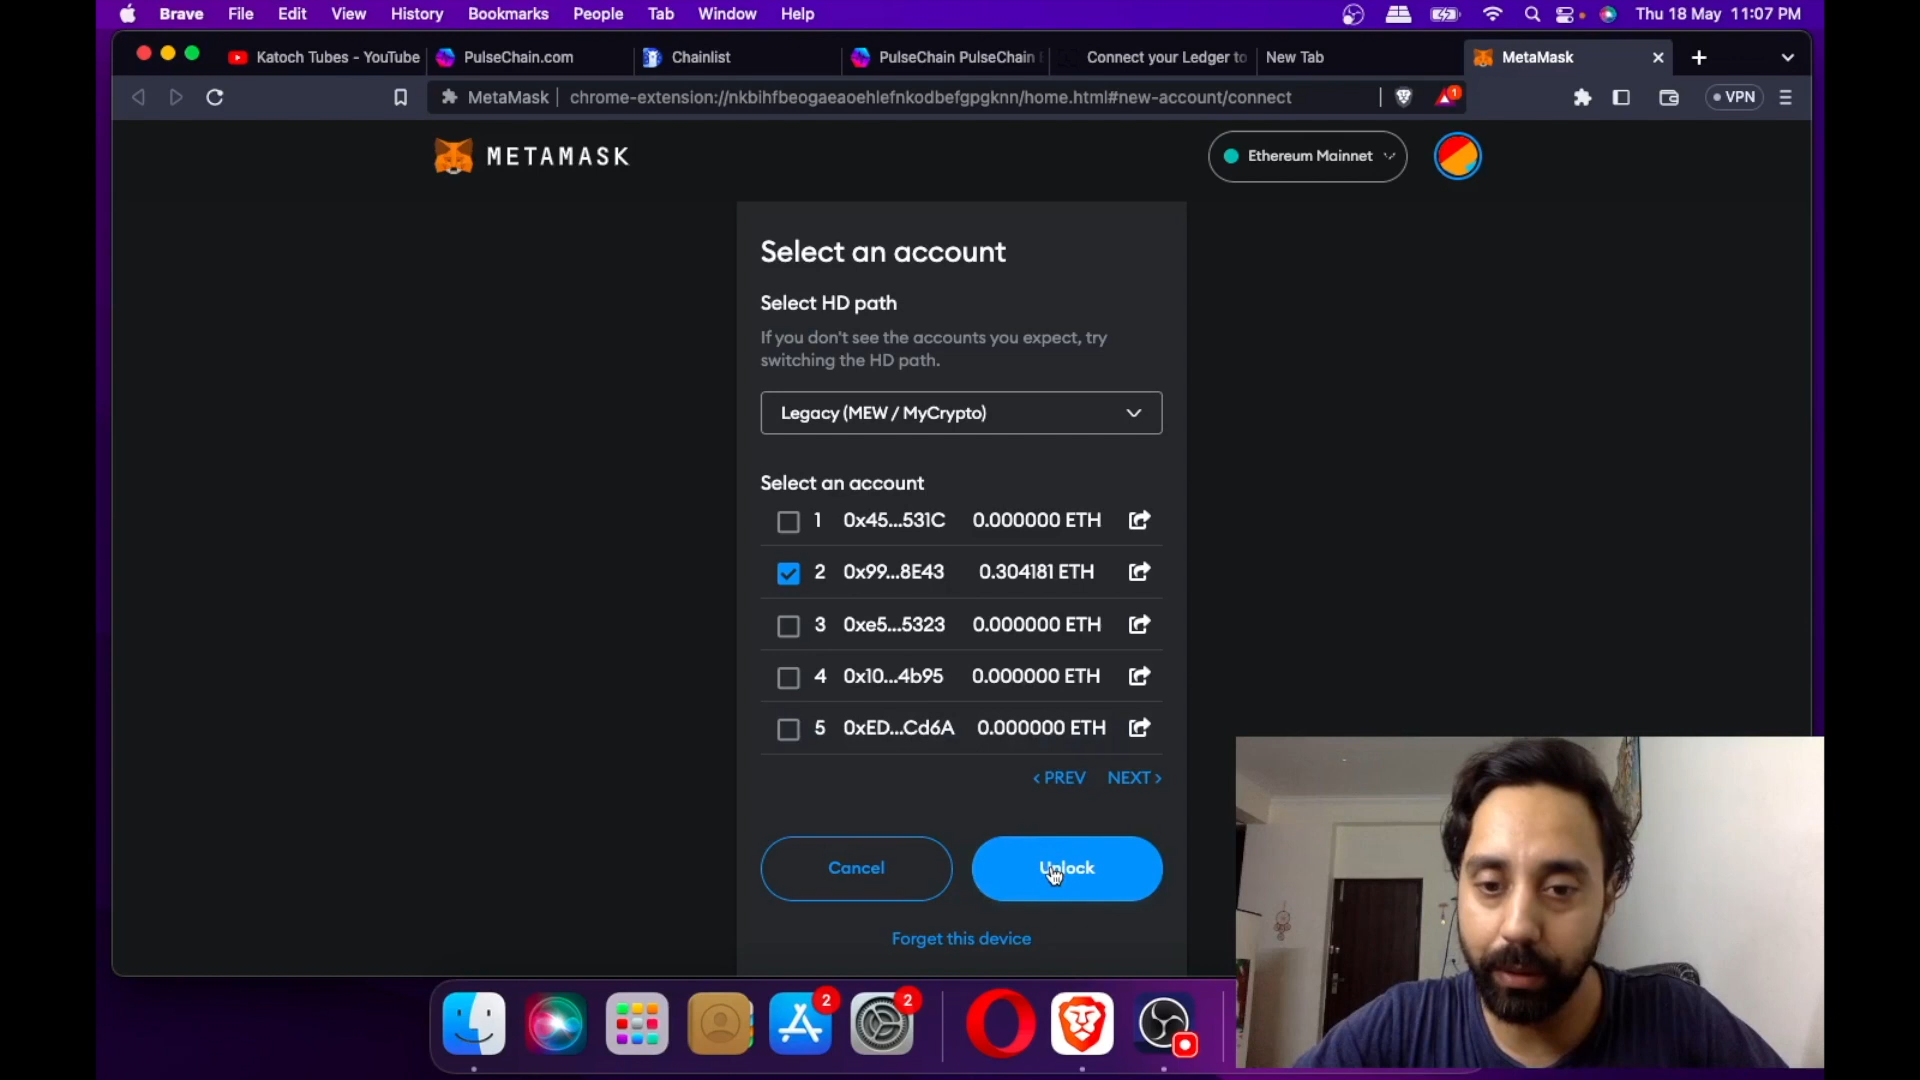 Brave File Edit View History Bookmarks People Tab Window Help Thu 18 May 11:07 PM
Katoch Tubes - YouTube PulseChain.com Chainlist PulseChain PulseChain Connect your Ledger to New Tab MetaMask
MetaMask chrome-extension://nkbihfbeogaeaoehlefnkodbefgpgknn/home.html#new-account/connect 1 VPN
METAMASK Ethereum Mainnet
Select an account
Select HD path
If you don't see the accounts you expect, try
switching the HD path.
Legacy (MEW / MyCrypto)
Select an account
1 0x45...531C 0.000000 ETH
2 0x99...8E43 0.304181 ETH
3 0xe5...5323 0.000000 ETH
4 0x10...4b95 0.000000 ETH
5 0xED...Cd6A 0.000000 ETH
< PREV NEXT >
Cancel Unlock
Forget this device
2 2